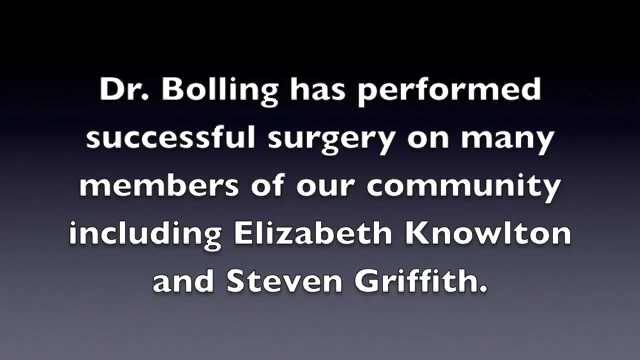 Dr. Bolling has performed
successful surgery on many
members of our community
including Elizabeth Knowlton
and Steven Griffith.